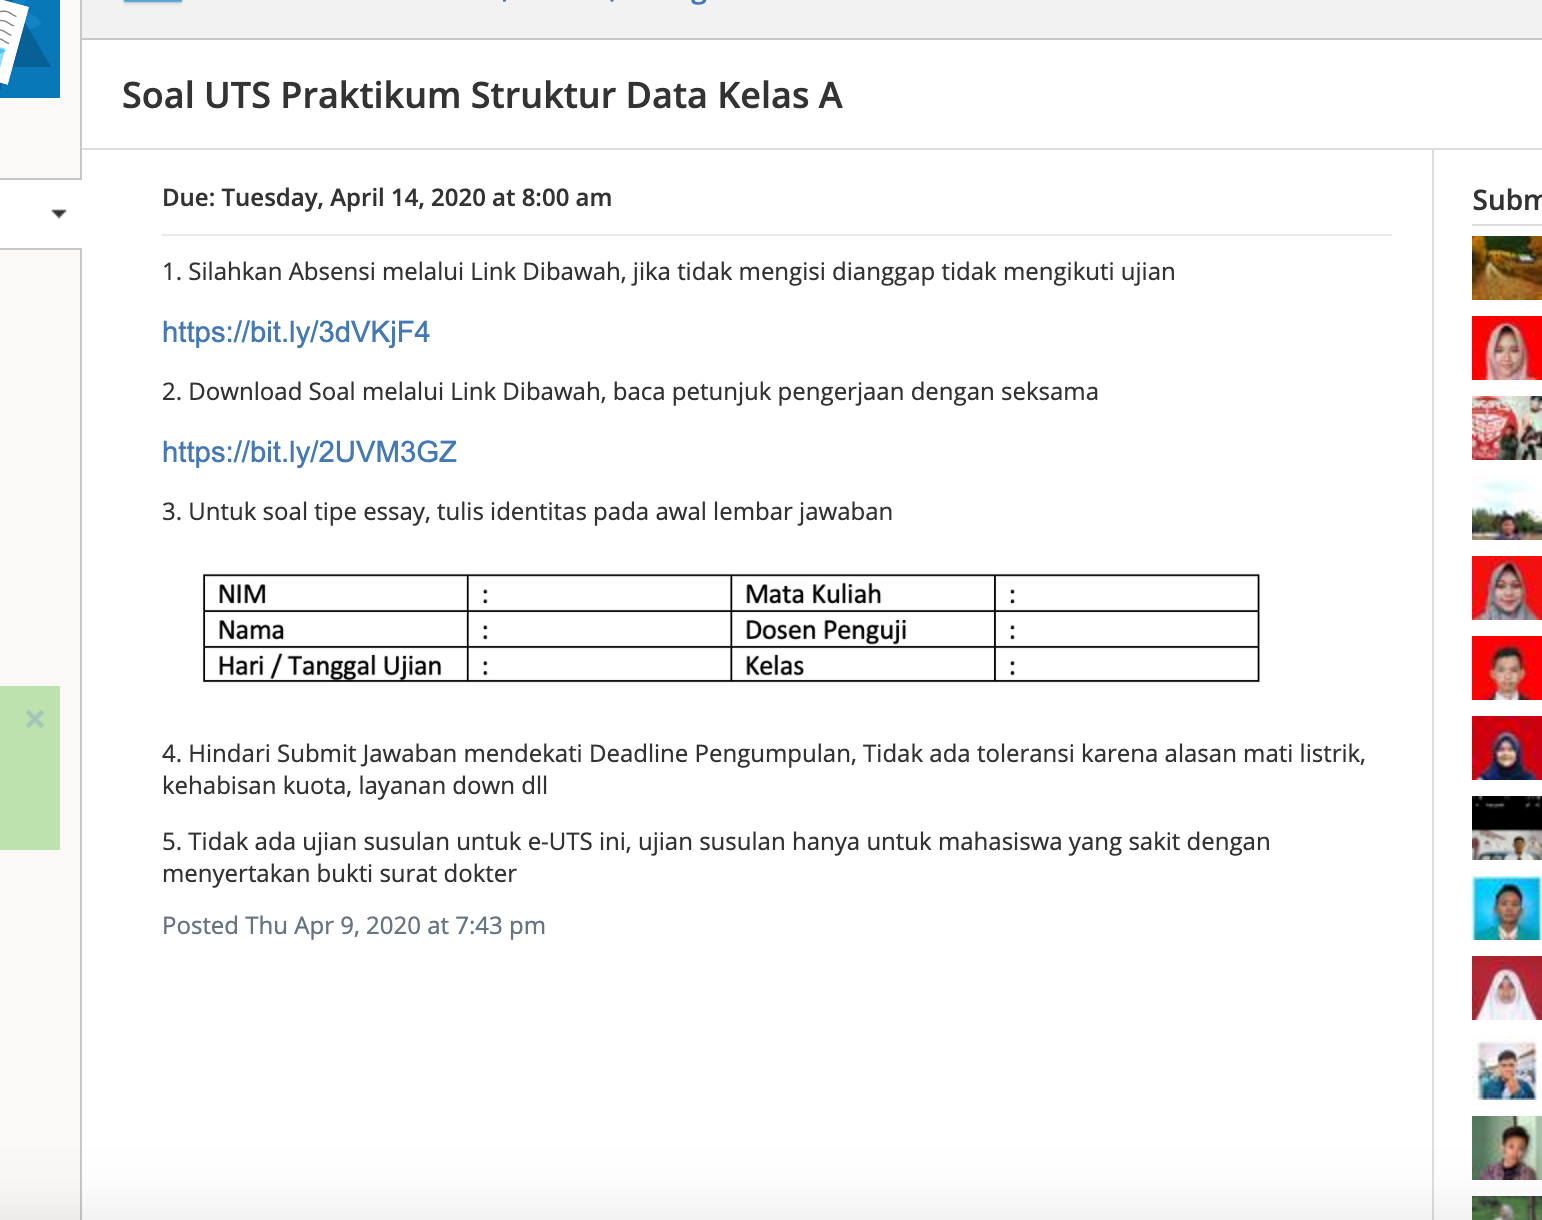 Soal UTS Praktikum Struktur Data Kelas A
Due: Tuesday, April 14, 2020 at 8:00 am
1. Silahkan Absensi melalui Link Dibawah, jika tidak mengisi dianggap tidak mengikuti ujian
https://bit.ly/3dVKjF4
2. Download Soal melalui Link Dibawah, baca petunjuk pengerjaan dengan seksama
https://bit.ly/2UVM3GZ
3. Untuk soal tipe essay, tulis identitas pada awal lembar jawaban
NIM : Mata Kuliah :
Nama : Dosen Penguji :
Hari / Tanggal Ujian : Kelas :
4. Hindari Submit Jawaban mendekati Deadline Pengumpulan, Tidak ada toleransi karena alasan mati listrik,
kehabisan kuota, layanan down dll
5. Tidak ada ujian susulan untuk e-UTS ini, ujian susulan hanya untuk mahasiswa yang sakit dengan
menyertakan bukti surat dokter
Posted Thu Apr 9, 2020 at 7:43 pm